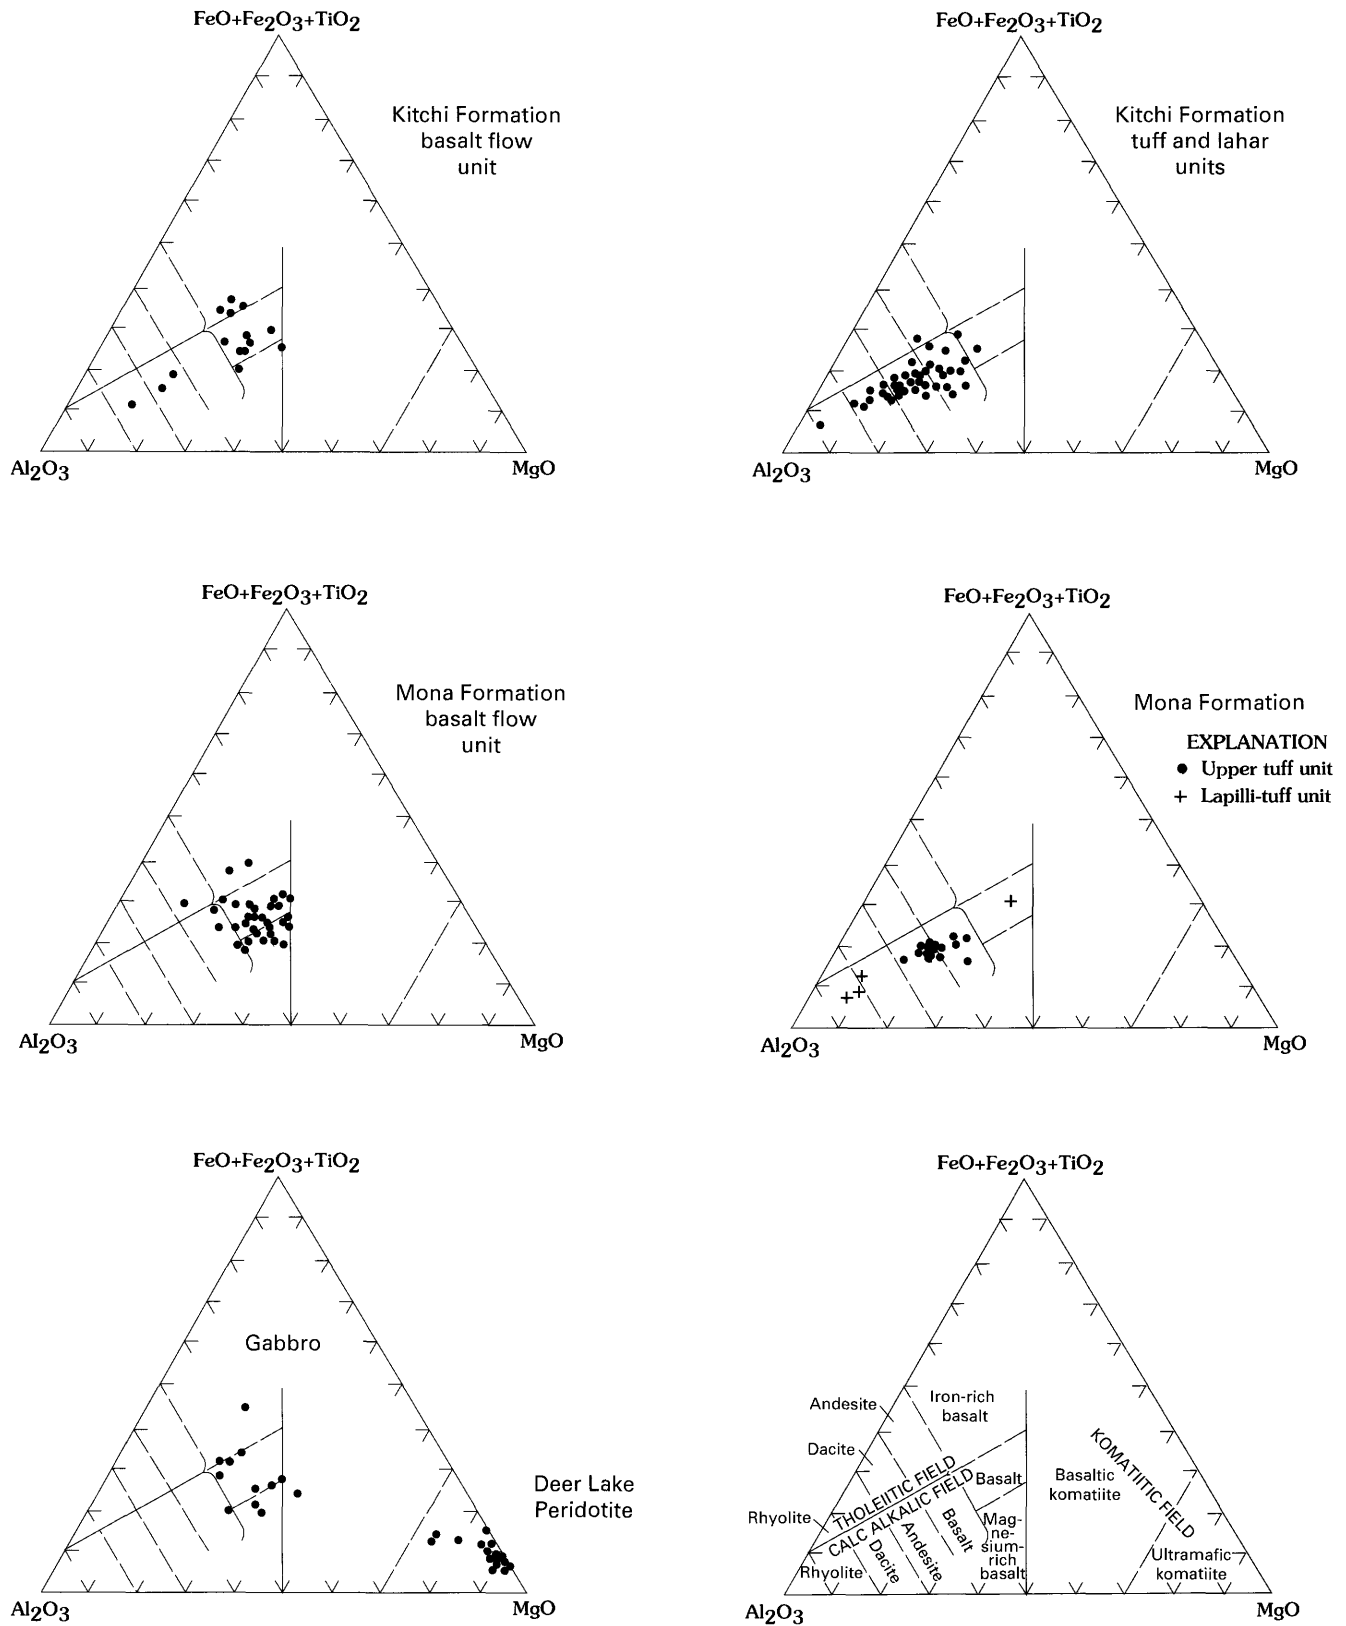 FeO+Fe2O3+TiO2
Kitchi Formation
basalt flow
unit
Al2O3
MgO
FeO+Fe2O3+TiO2
Kitchi Formation
tuff and lahar
units
Al2O3
MgO
FeO+Fe2O3+TiO2
Mona Formation
basalt flow
unit
Al2O3
MgO
FeO+Fe2O3+TiO2
Mona Formation
EXPLANATION
Upper tuff unit
Lapilli-tuff unit
Al2O3
MgO
FeO+Fe2O3+TiO2
Gabbro
Deer Lake
Peridotite
Al2O3
MgO
FeO+Fe2O3+TiO2
Andesite
Iron-rich
basalt
Dacite
THOLEIITIC FIELD
CALC ALKALIC FIELD
Basalt
Basaltic
komatiite
KOMATIITIC FIELD
Rhyolite
Rhyolite
Dacite
Andesite
Basalt
Mag-
ne-
sium-
rich
basalt
Ultramafic
komatiite
Al2O3
MgO